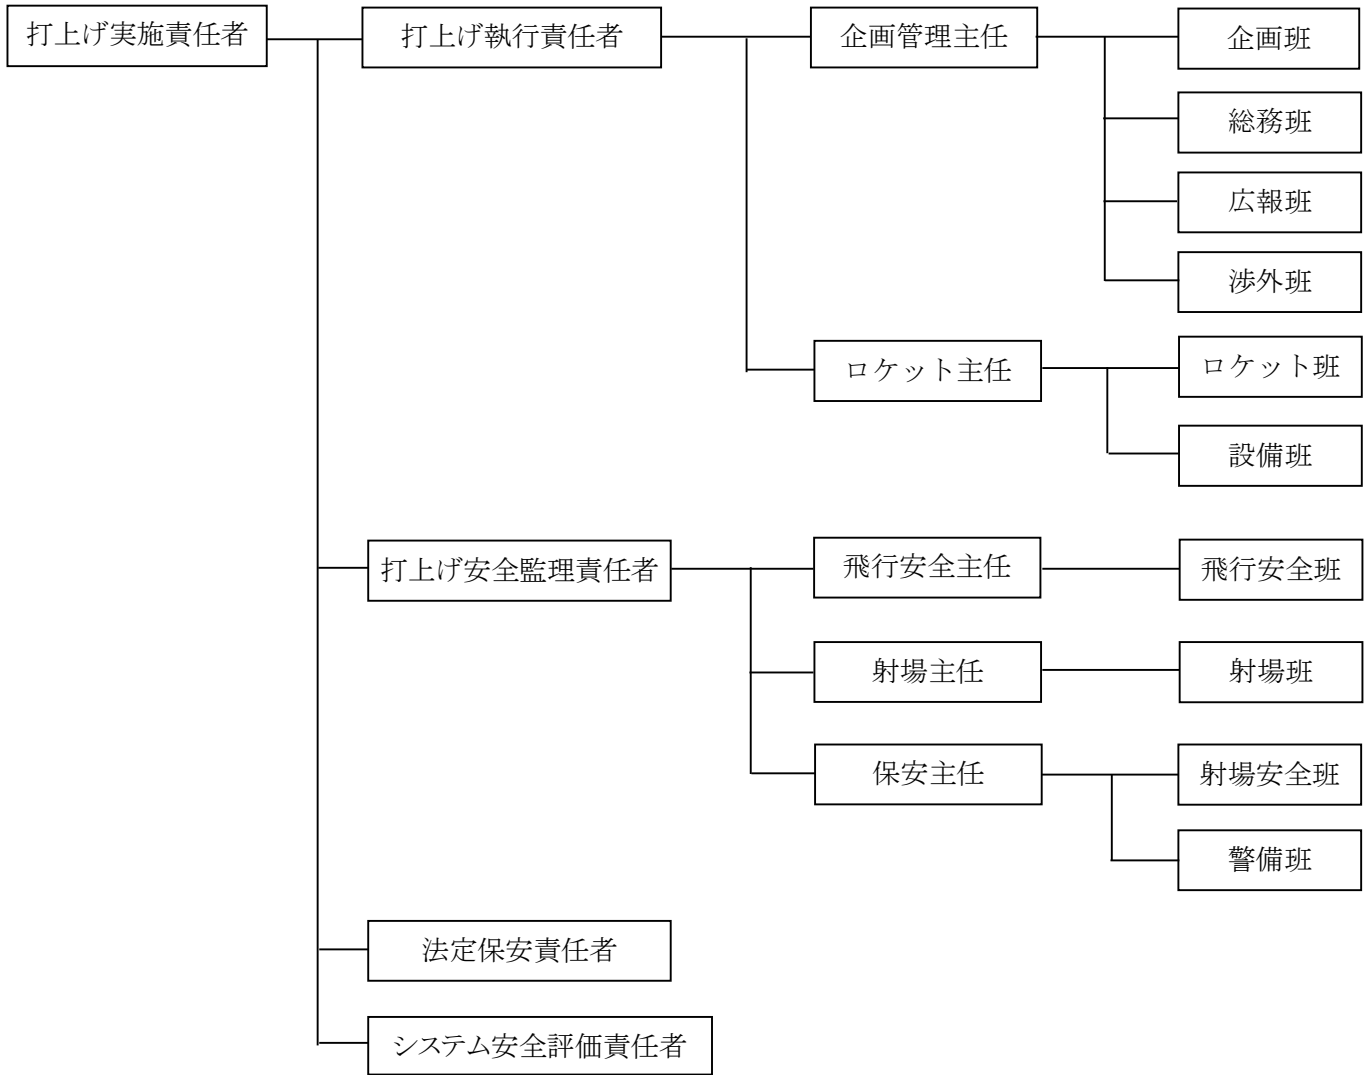 打上げ実施責任者
打上げ執行責任者
企画管理主任
企画班
総務班
広報班
渉外班
ロケット主任
ロケット班
設備班
打上げ安全監理責任者
飛行安全主任
飛行安全班
射場主任
射場班
保安主任
射場安全班
警備班
法定保安責任者
システム安全評価責任者